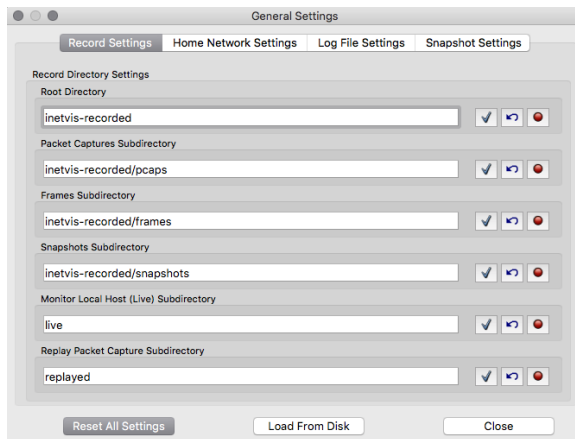 General Settings
Record Settings Home Network Settings Log File Settings Snapshot Settings
Record Directory Settings
Root Directory
inetvis-recorded
Packet Captures Subdirectory
inetvis-recorded/pcaps
Frames Subdirectory
inetvis-recorded/frames
Snapshots Subdirectory
inetvis-recorded/snapshots
Monitor Local Host (Live) Subdirectory
live
Replay Packet Capture Subdirectory
replayed
Reset All Settings Load From Disk Close